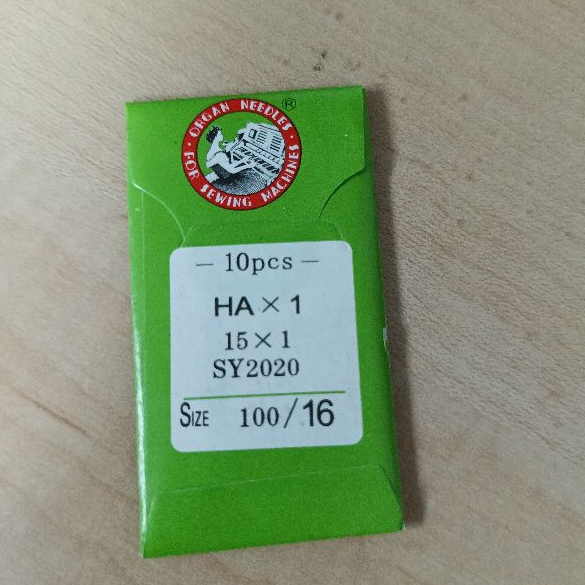 ORGAN NEEDLES ®
· FOR SEWING MACHINES ·
— 10pcs —
HA × 1
15 × 1
SY2020
SIZE 100/16